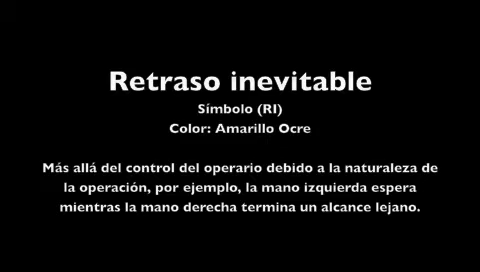 Retraso inevitable
Símbolo (RI)
Color: Amarillo Ocre
Más allá del control del operario debido a la naturaleza de
la operación, por ejemplo, la mano izquierda espera
mientras la mano derecha termina un alcance lejano.